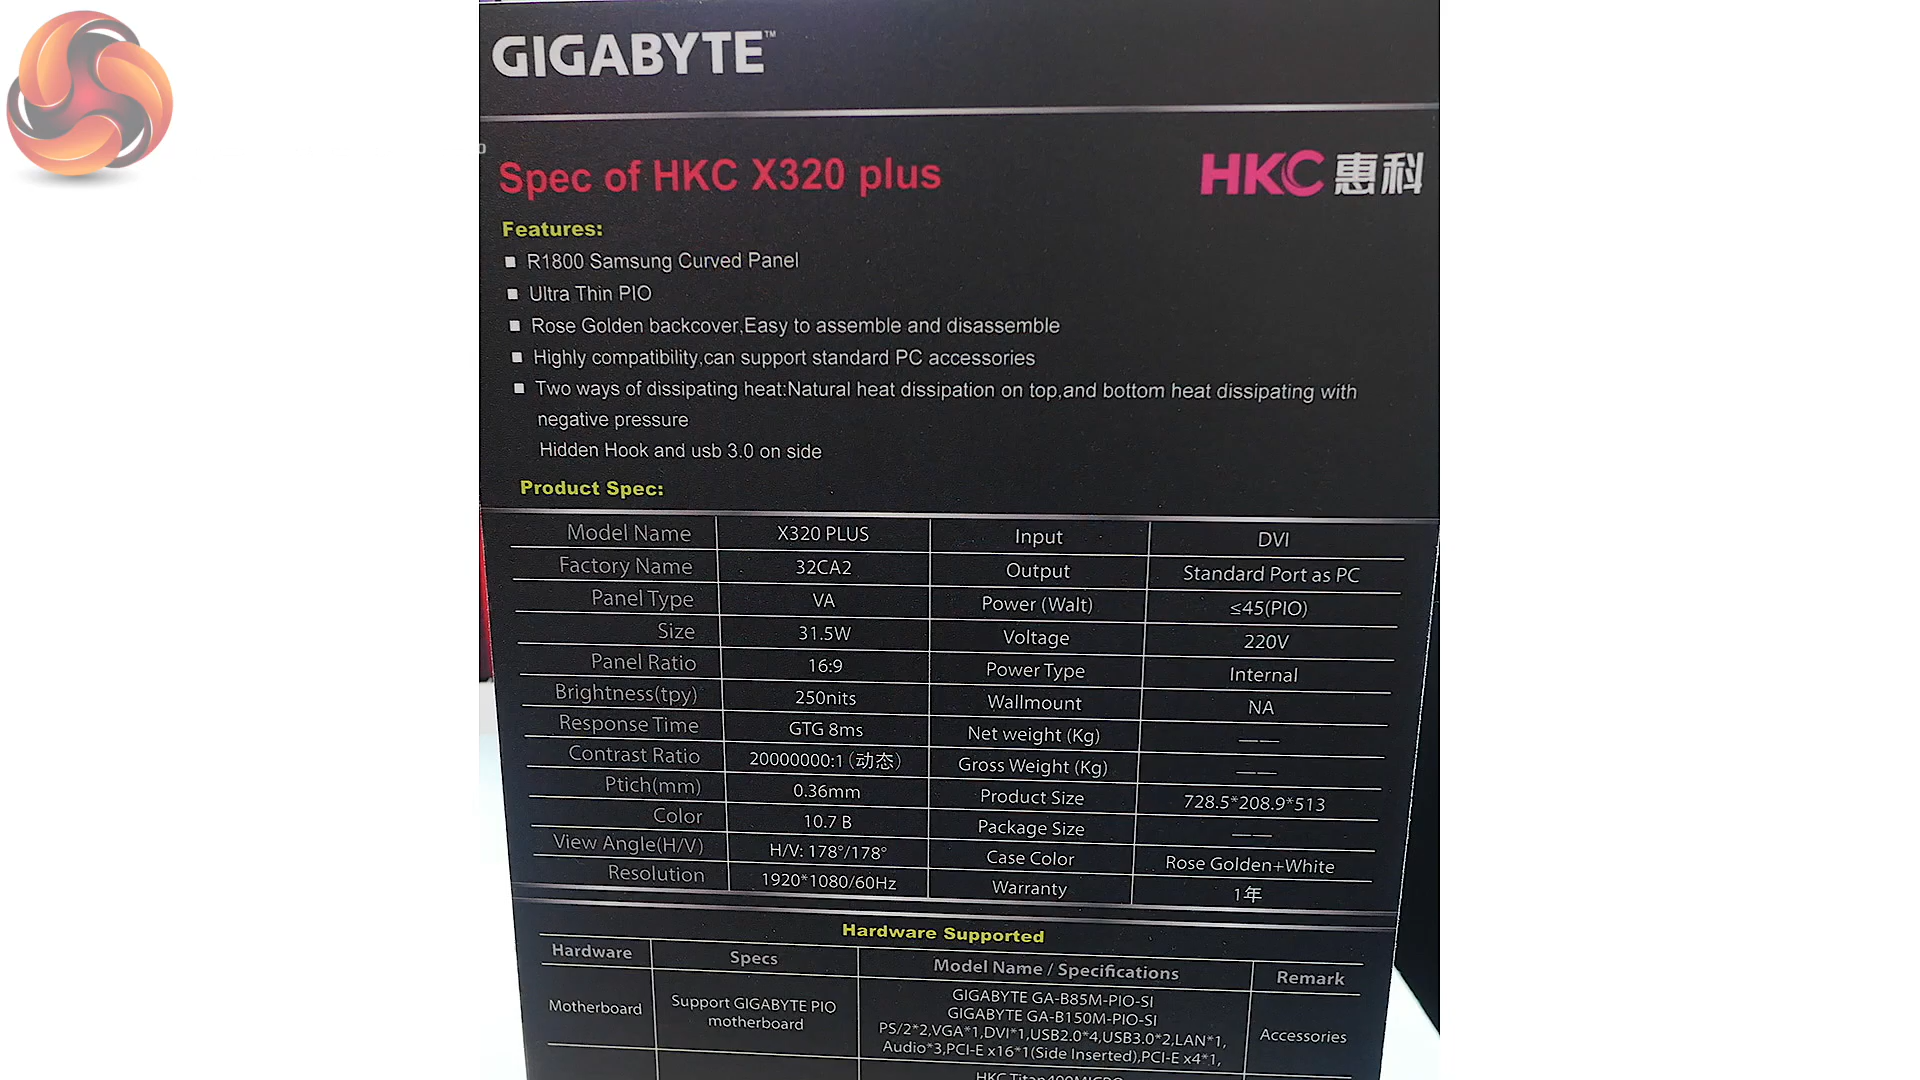 GIGABYTE™
Spec of HKC X320 plus
HKC 惠科
Features:
■ R1800 Samsung Curved Panel
■ Ultra Thin PIO
■ Rose Golden backcover,Easy to assemble and disassemble
■ Highly compatibility,can support standard PC accessories
■ Two ways of dissipating heat:Natural heat dissipation on top,and bottom heat dissipating with
negative pressure
Hidden Hook and usb 3.0 on side
Product Spec:
Model Name X320 PLUS Input DVI
Factory Name 32CA2 Output Standard Port as PC
Panel Type VA Power (Walt) ≤45(PIO)
Size 31.5W Voltage 220V
Panel Ratio 16:9 Power Type Internal
Brightness(tpy) 250nits Wallmount NA
Response Time GTG 8ms Net weight (Kg) ——
Contrast Ratio 20000000:1 (动态) Gross Weight (Kg) ——
Ptich(mm) 0.36mm Product Size 728.5*208.9*513
Color 10.7 B Package Size ——
View Angle(H/V) H/V: 178°/178° Case Color Rose Golden+White
Resolution 1920*1080/60Hz Warranty 1年
Hardware Supported
Hardware Specs Model Name / Specifications Remark
Motherboard Support GIGABYTE PIO motherboard GIGABYTE GA-B85M-PIO-SI
GIGABYTE GA-B150M-PIO-SI
PS/2*2,VGA*1,DVI*1,USB2.0*4,USB3.0*2,LAN*1,
Audio*3,PCI-E x16*1(Side Inserted),PCI-E x4*1,
Accessories